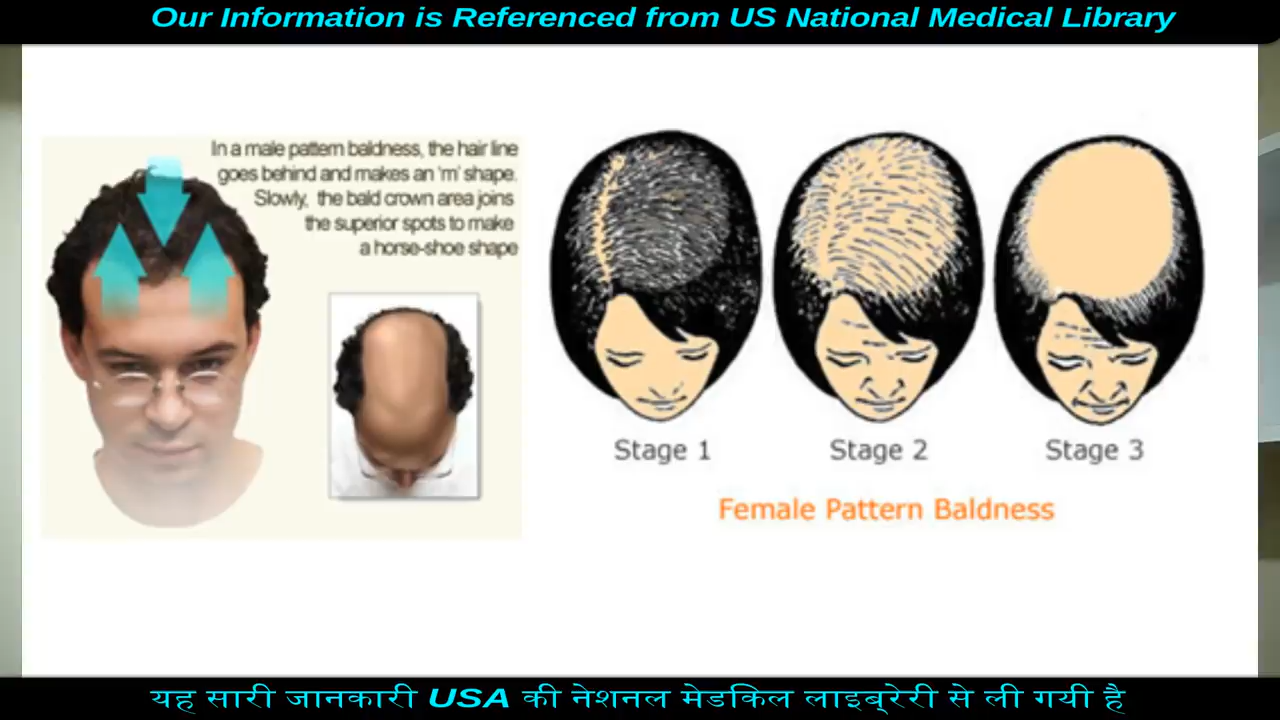 Our Information is Referenced from US National Medical Library
In a male pattern baldness, the hair line
goes behind and makes an 'm' shape.
Slowly, the bald crown area joins
the superior spots to make
a horse-shoe shape
Stage 1
Stage 2
Stage 3
Female Pattern Baldness
यह सारी जानकारी USA की नेशनल मेडकिल लाइब्रेरी से ली गयी है